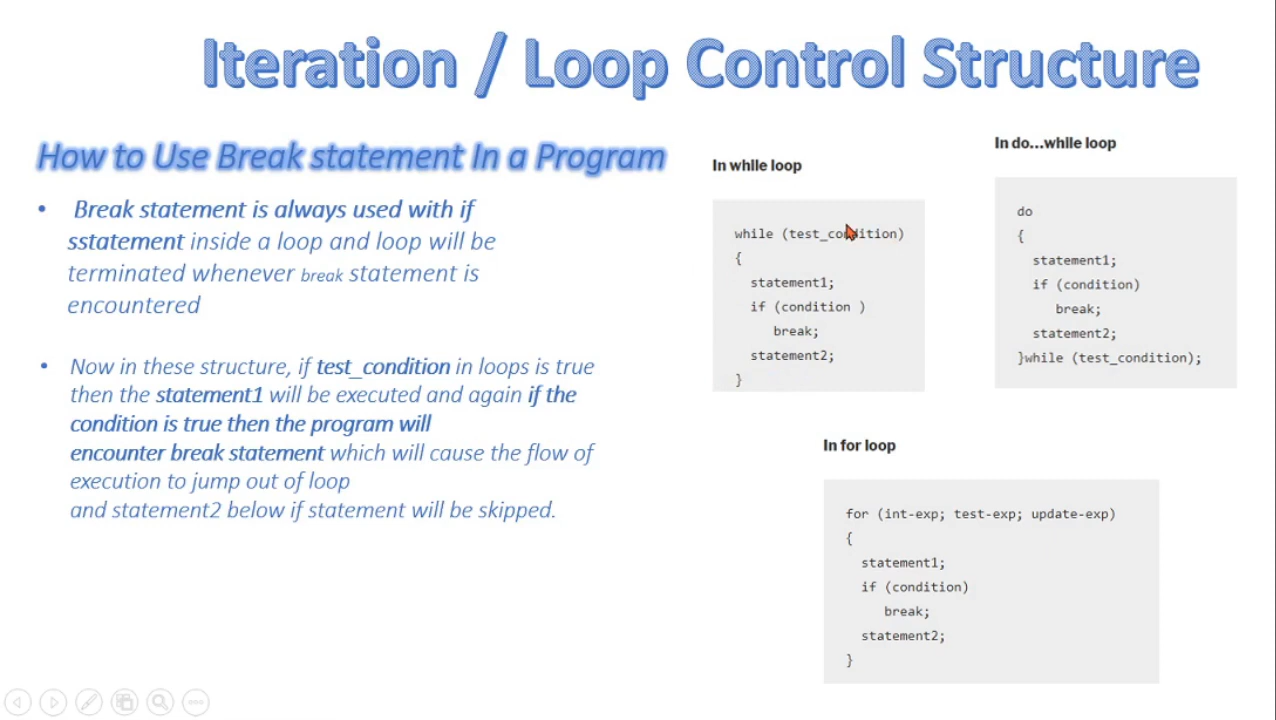 Iteration / Loop Control Structure
How to Use Break statement In a Program
• Break statement is always used with if
sstatement inside a loop and loop will be
terminated whenever break statement is
encountered
• Now in these structure, if test_condition in loops is true
then the statement1 will be executed and again if the
condition is true then the program will
encounter break statement which will cause the flow of
execution to jump out of loop
and statement2 below if statement will be skipped.
In while loop
while (test_condition)
{
statement1;
if (condition )
break;
statement2;
}
In do...while loop
do
{
statement1;
if (condition)
break;
statement2;
}while (test_condition);
In for loop
for (int-exp; test-exp; update-exp)
{
statement1;
if (condition)
break;
statement2;
}